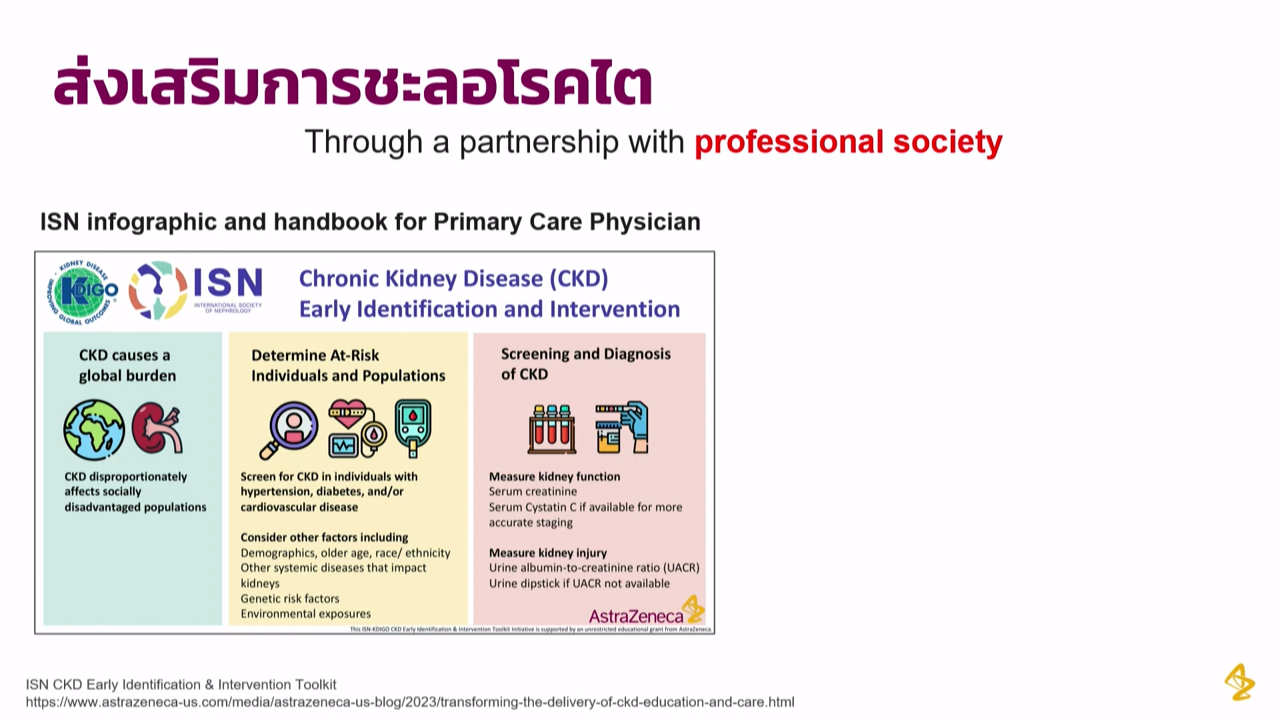 ส่งเสริมการชะลอโรคไต
Through a partnership with professional society
ISN infographic and handbook for Primary Care Physician
KIDNEY DISEASE
KDIGO
IMPROVING GLOBAL OUTCOMES
ISN
INTERNATIONAL SOCIETY
OF NEPHROLOGY
Chronic Kidney Disease (CKD)
Early Identification and Intervention
CKD causes a
global burden
CKD disproportionately
affects socially
disadvantaged populations
Determine At-Risk
Individuals and Populations
Screen for CKD in individuals with
hypertension, diabetes, and/or
cardiovascular disease
Consider other factors including
Demographics, older age, race/ ethnicity
Other systemic diseases that impact
kidneys
Genetic risk factors
Environmental exposures
Screening and Diagnosis
of CKD
Measure kidney function
Serum creatinine
Serum Cystatin C if available for more
accurate staging
Measure kidney injury
Urine albumin-to-creatinine ratio (UACR)
Urine dipstick if UACR not available
AstraZeneca
This ISN-KDIGO CKD Early Identification & Intervention Toolkit Initiative is supported by an unrestricted educational grant from AstraZeneca.
ISN CKD Early Identification & Intervention Toolkit
https://www.astrazeneca-us.com/media/astrazeneca-us-blog/2023/transforming-the-delivery-of-ckd-education-and-care.html